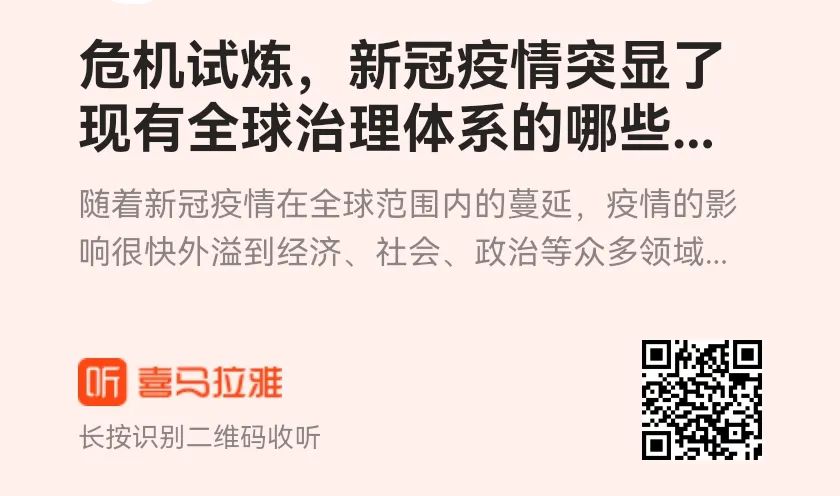 危机试炼，新冠疫情突显了
现有全球治理体系的哪些...
随着新冠疫情在全球范围内的蔓延，疫情的影
响很快外溢到经济、社会、政治等众多领域...
听 喜马拉雅
长按识别二维码收听